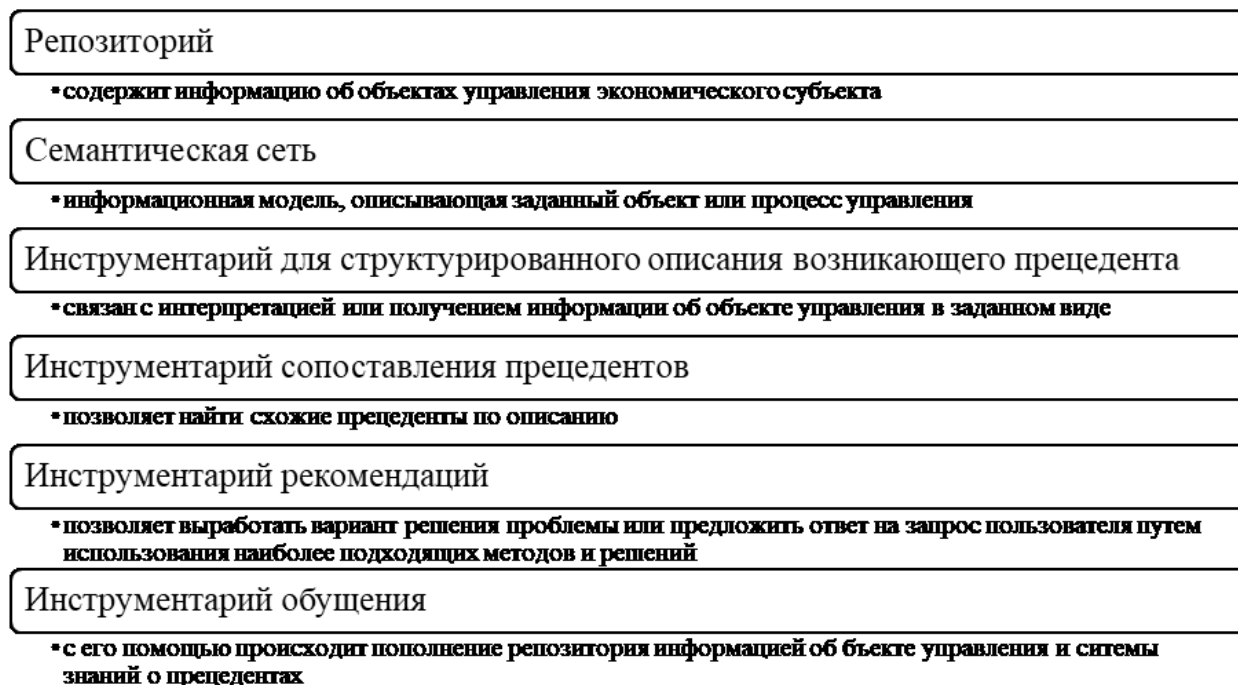 Репозиторий
▪содержит информацию об объектах управления экономического субъекта
Семантическая сеть
▪информационная модель, описывающая заданный объект или процесс управления
Инструментарий для структурированного описания возникающего прецедента
▪связан с интерпретацией или получением информации об объекте управления в заданном виде
Инструментарий сопоставления прецедентов
▪позволяет найти схожие прецеденты по описанию
Инструментарий рекомендаций
▪позволяет выработать вариант решения проблемы или предложить ответ на запрос пользователя путем
использования наиболее подходящих методов и решений
Инструментарий обущения
▪с его помощью происходит пополнение репозитория информацией об бъекте управления и ситемы
знаний о прецедентах